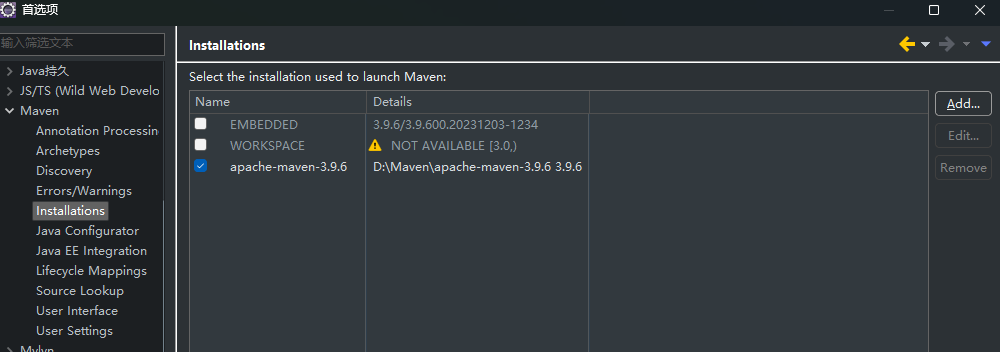 首选项
输入筛选文本
Installations
Java持久
JS/TS (Wild Web Develo
Maven
Annotation Processin
Archetypes
Discovery
Errors/Warnings
Installations
Java Configurator
Java EE Integration
Lifecycle Mappings
Source Lookup
User Interface
User Settings
Mylyn
Select the installation used to launch Maven:
Name Details
EMBEDDED 3.9.6/3.9.600.20231203-1234
WORKSPACE NOT AVAILABLE [3.0,)
apache-maven-3.9.6 D:\Maven\apache-maven-3.9.6 3.9.6
Add...
Edit...
Remove